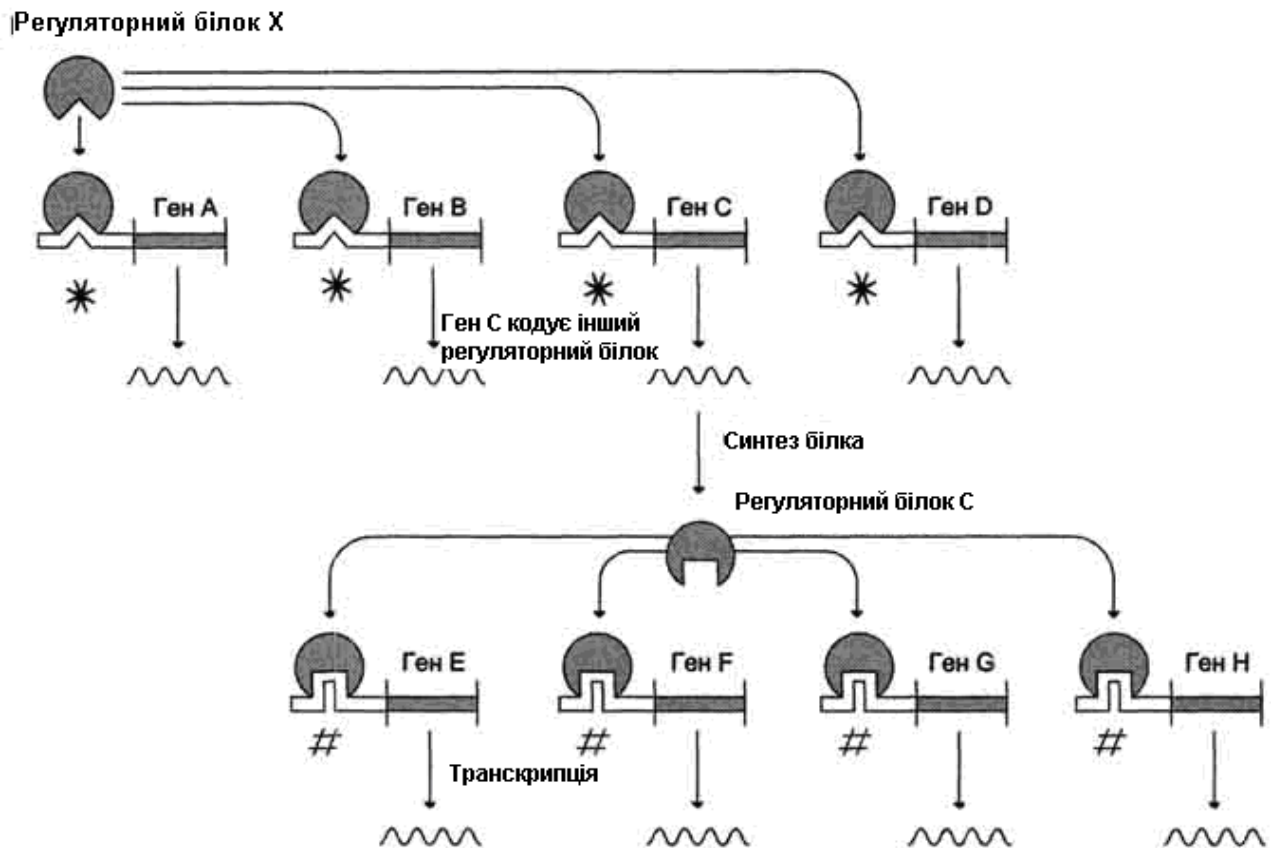 Регуляторний білок X
Ген A
Ген B
Ген C
Ген D
*
*
*
*
Ген С кодує інший
регуляторний білок
Синтез білка
Регуляторний білок С
Ген E
Ген F
Ген G
Ген H
#
#
#
#
Транскрипція